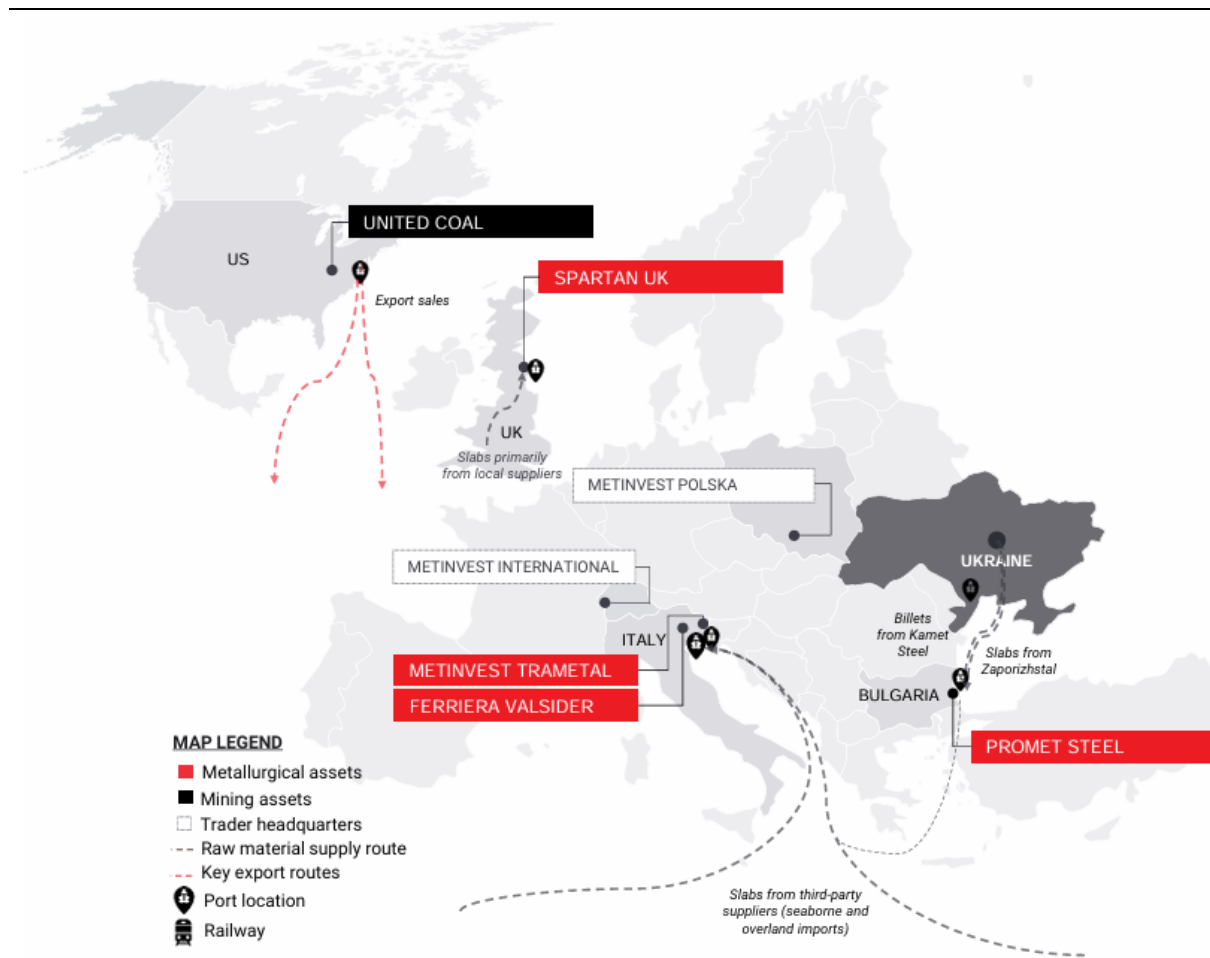 UNITED COAL
US
SPARTAN UK
Export sales
UK
Slabs primarily
from local suppliers
METINVEST POLSKA
UKRAINE
METINVEST INTERNATIONAL
Billets
from Kamet
Steel
ITALY
Slabs from
Zaporizhstal
METINVEST TRAMETAL
BULGARIA
FERRIERA VALSIDER
PROMET STEEL
MAP LEGEND
Metallurgical assets
Mining assets
Trader headquarters
Raw material supply route
Key export routes
Port location
Railway
Slabs from third-party
suppliers (seaborne and
overland imports)